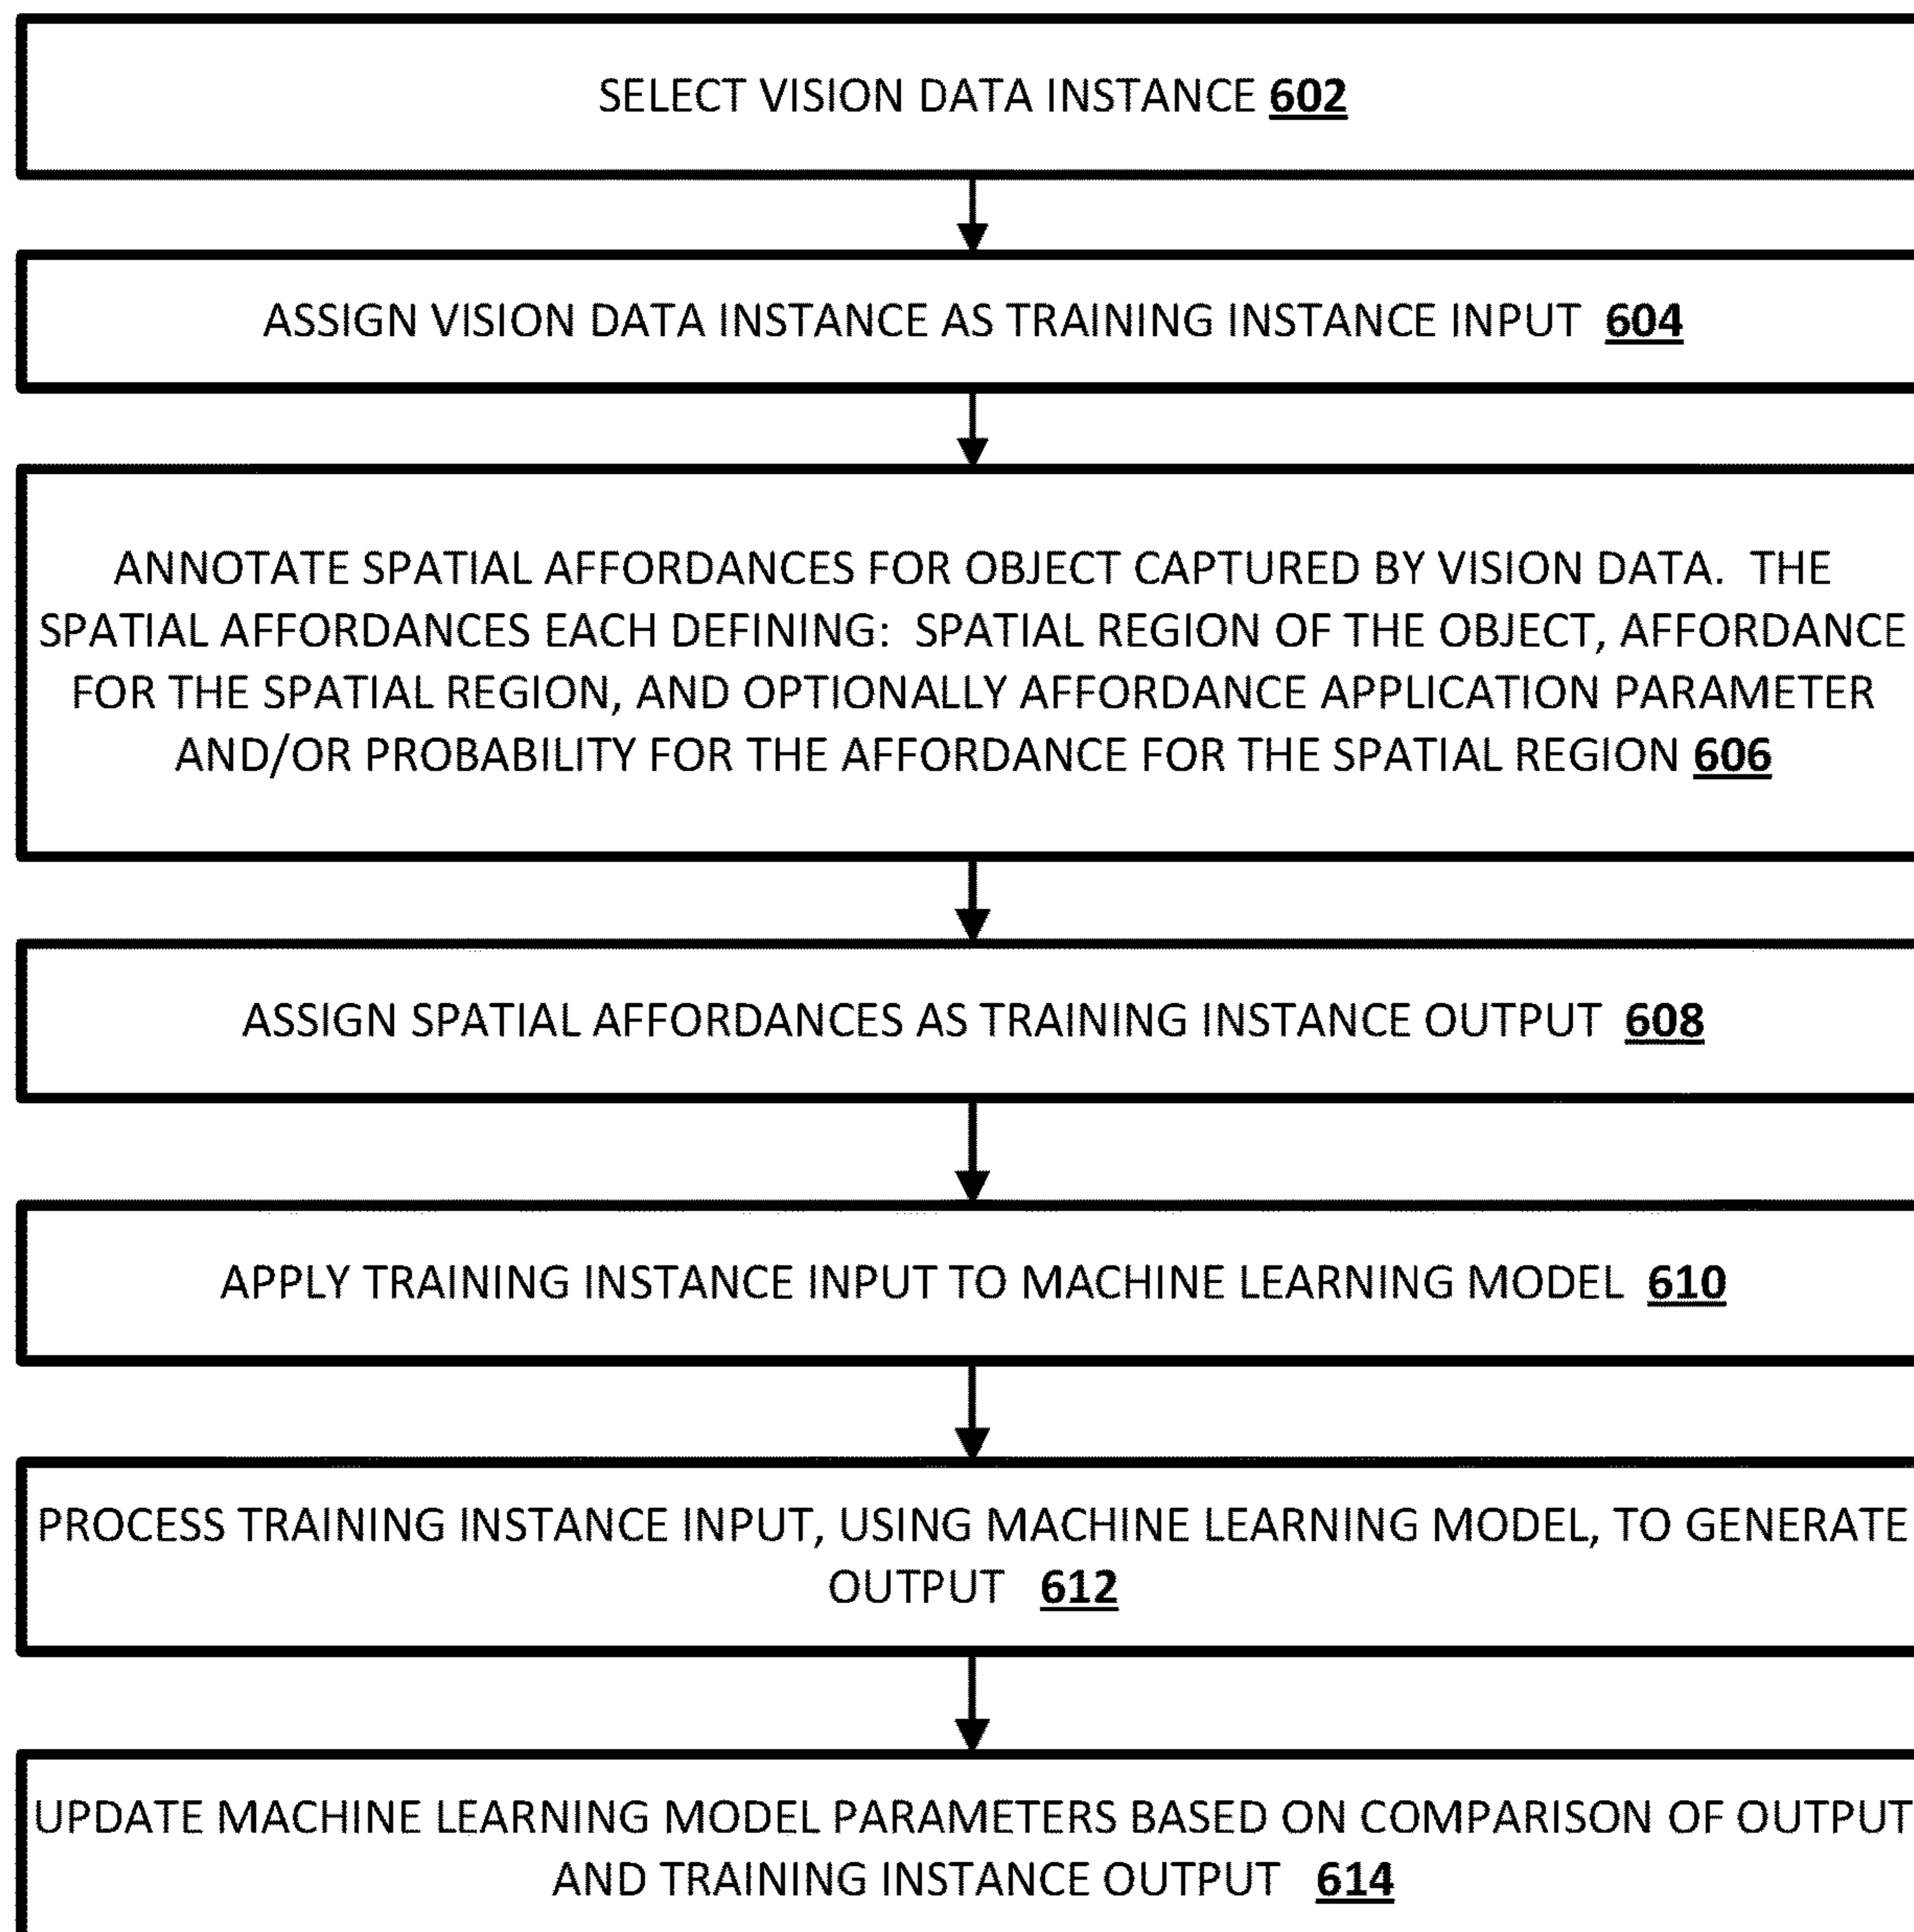 SELECT VISION DATA INSTANCE 602
ASSIGN VISION DATA INSTANCE AS TRAINING INSTANCE INPUT 604
ANNOTATE SPATIAL AFFORDANCES FOR OBJECT CAPTURED BY VISION DATA. THE
SPATIAL AFFORDANCES EACH DEFINING: SPATIAL REGION OF THE OBJECT, AFFORDANCE
FOR THE SPATIAL REGION, AND OPTIONALLY AFFORDANCE APPLICATION PARAMETER
AND/OR PROBABILITY FOR THE AFFORDANCE FOR THE SPATIAL REGION 606
ASSIGN SPATIAL AFFORDANCES AS TRAINING INSTANCE OUTPUT 608
APPLY TRAINING INSTANCE INPUT TO MACHINE LEARNING MODEL 610
PROCESS TRAINING INSTANCE INPUT, USING MACHINE LEARNING MODEL, TO GENERATE
OUTPUT 612
UPDATE MACHINE LEARNING MODEL PARAMETERS BASED ON COMPARISON OF OUTPUT
AND TRAINING INSTANCE OUTPUT 614